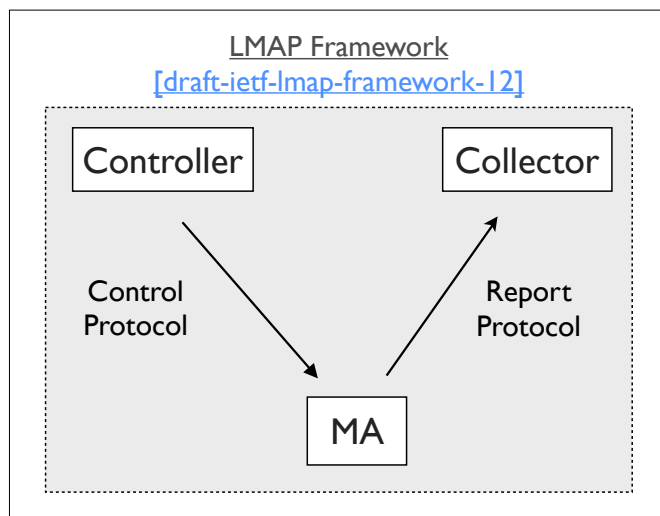 LMAP Framework
[draft-ietf-lmap-framework-12]
Controller
Collector
Control
Protocol
Report
Protocol
MA